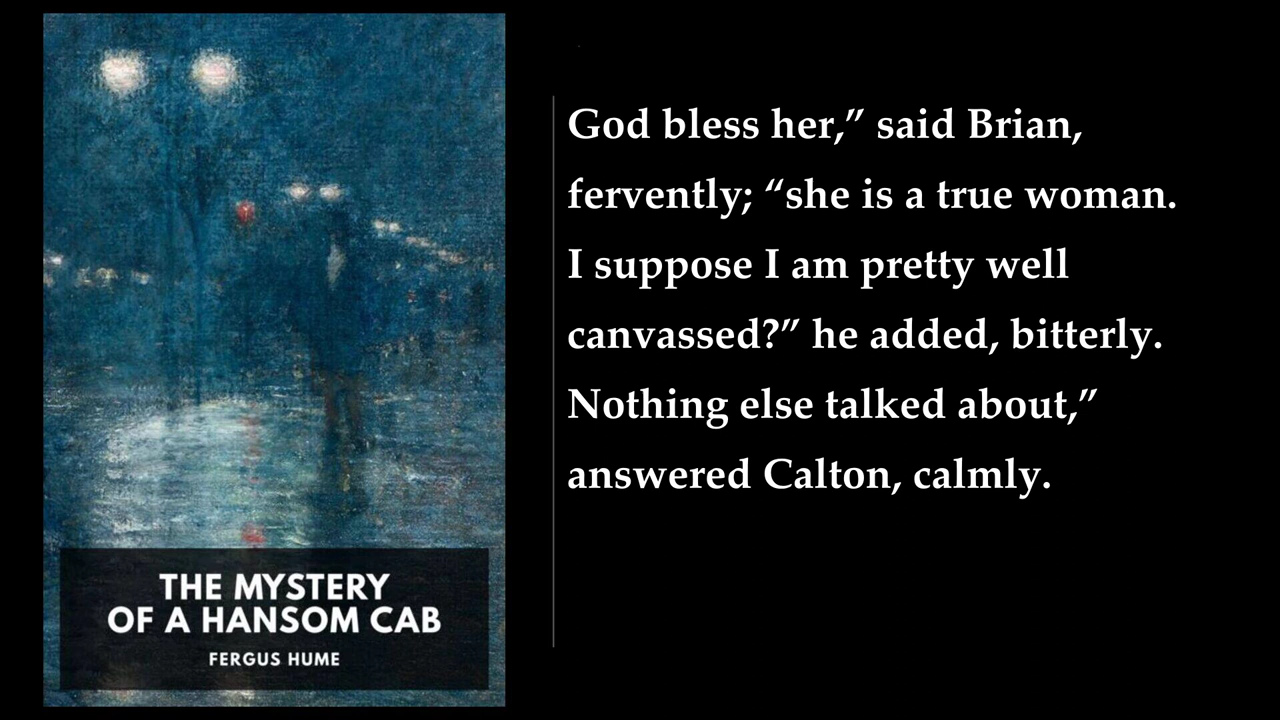 THE MYSTERY
OF A HANSOM CAB
FERGUS HUME
God bless her,” said Brian,
fervently; “she is a true woman.
I suppose I am pretty well
canvassed?” he added, bitterly.
Nothing else talked about,”
answered Calton, calmly.